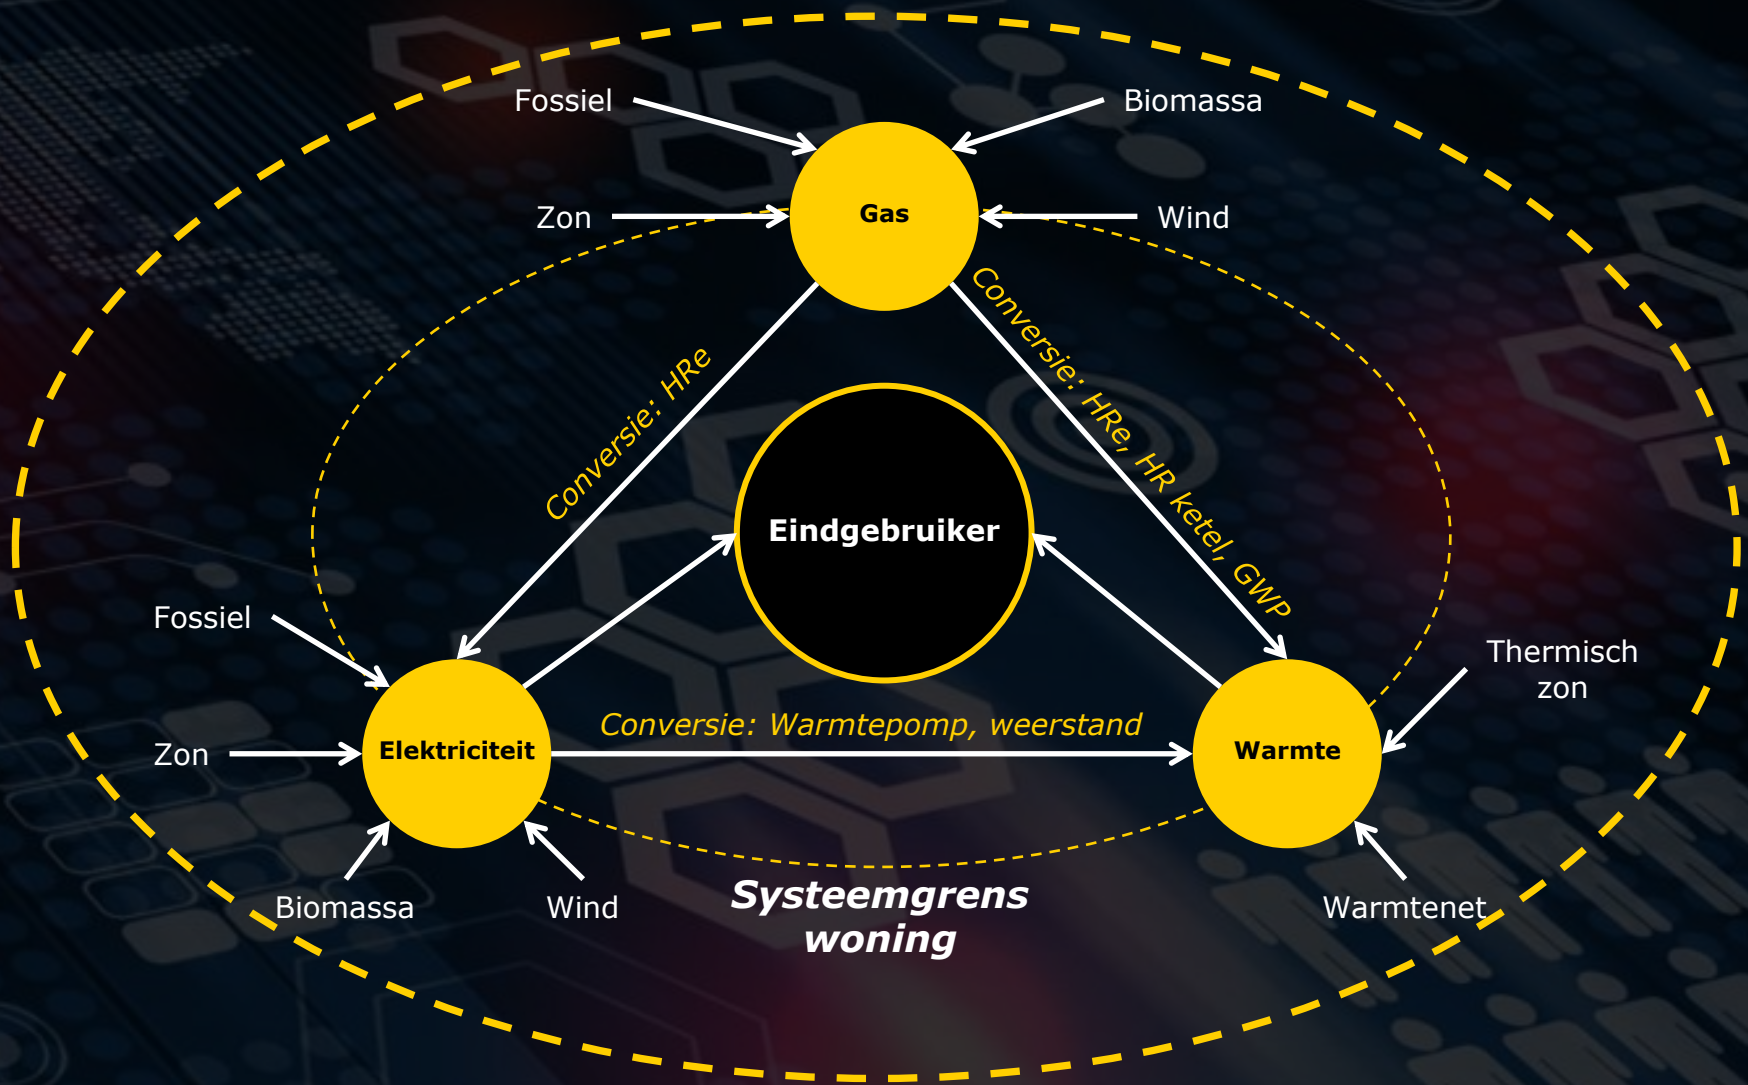 Fossiel
Biomassa
Zon
Gas
Wind
Conversie: HRe
Conversie: HRe, HR ketel, GWP
Eindgebruiker
Fossiel
Thermisch
zon
Conversie: Warmtepomp, weerstand
Zon
Elektriciteit
Warmte
Biomassa
Wind
Systeemgrens
woning
Warmtenet